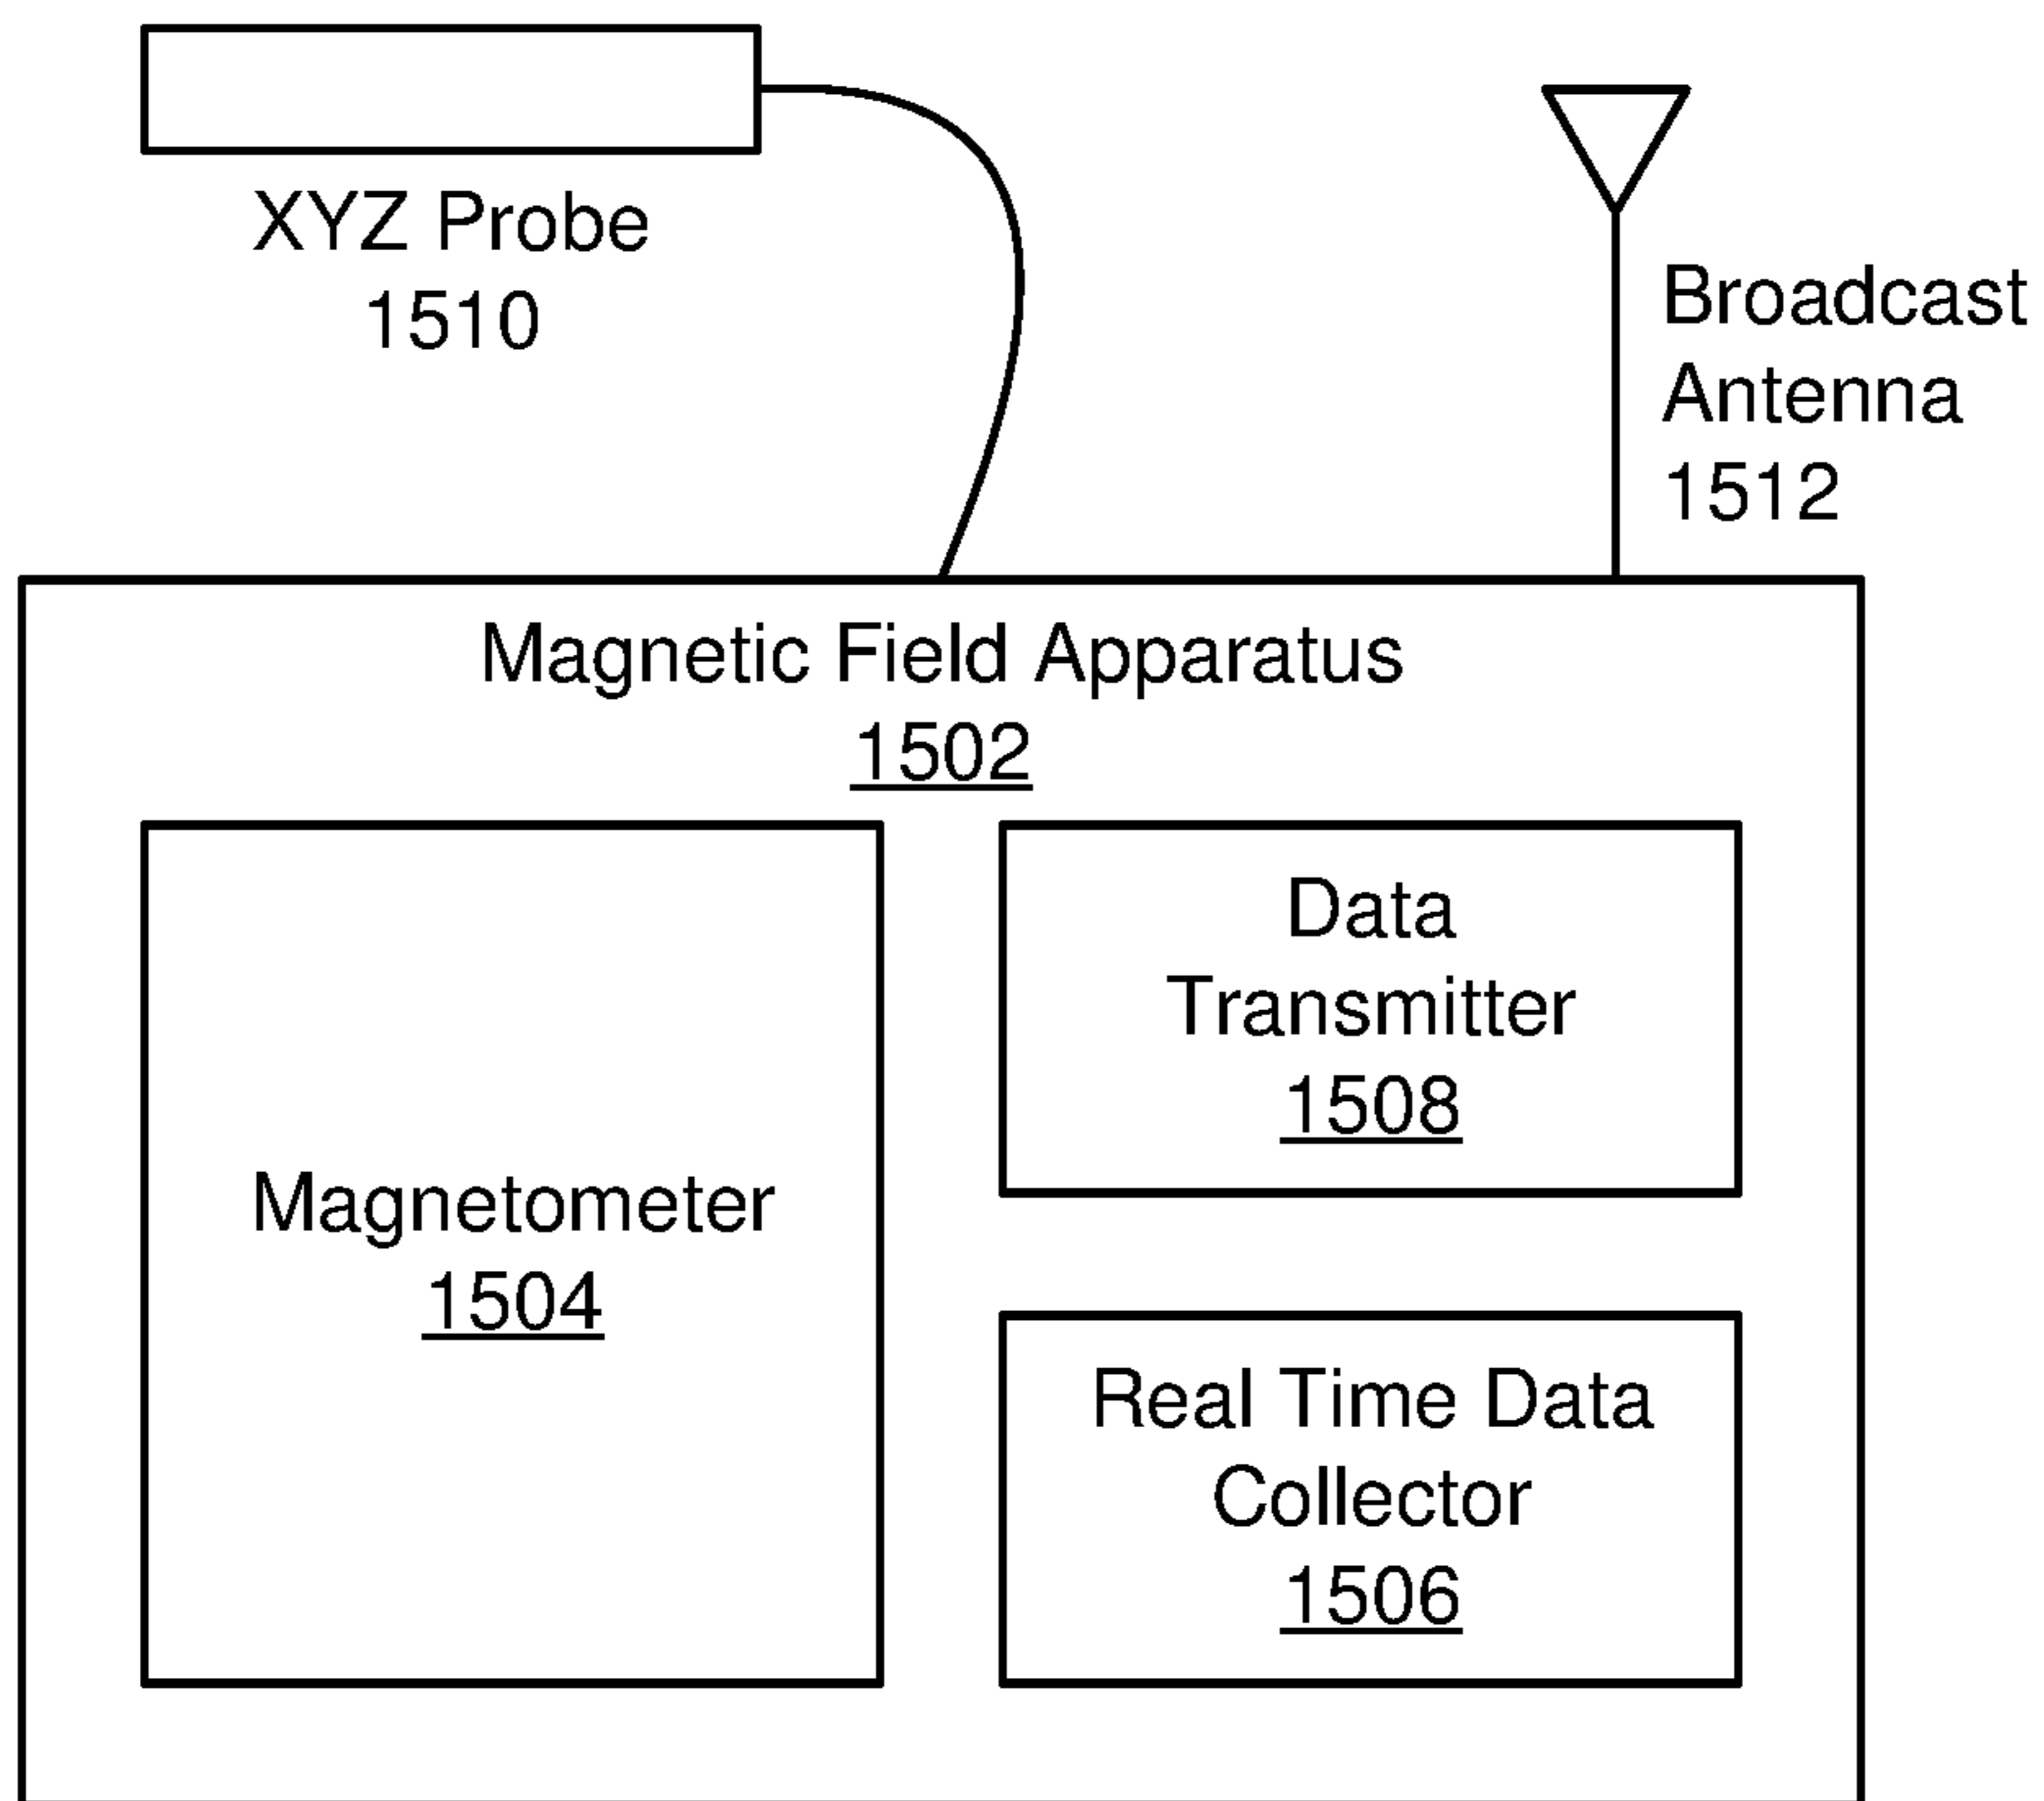 XYZ Probe
1510
Broadcast
Antenna
1512
Magnetic Field Apparatus
1502
Magnetometer
1504
Data
Transmitter
1508
Real Time Data
Collector
1506